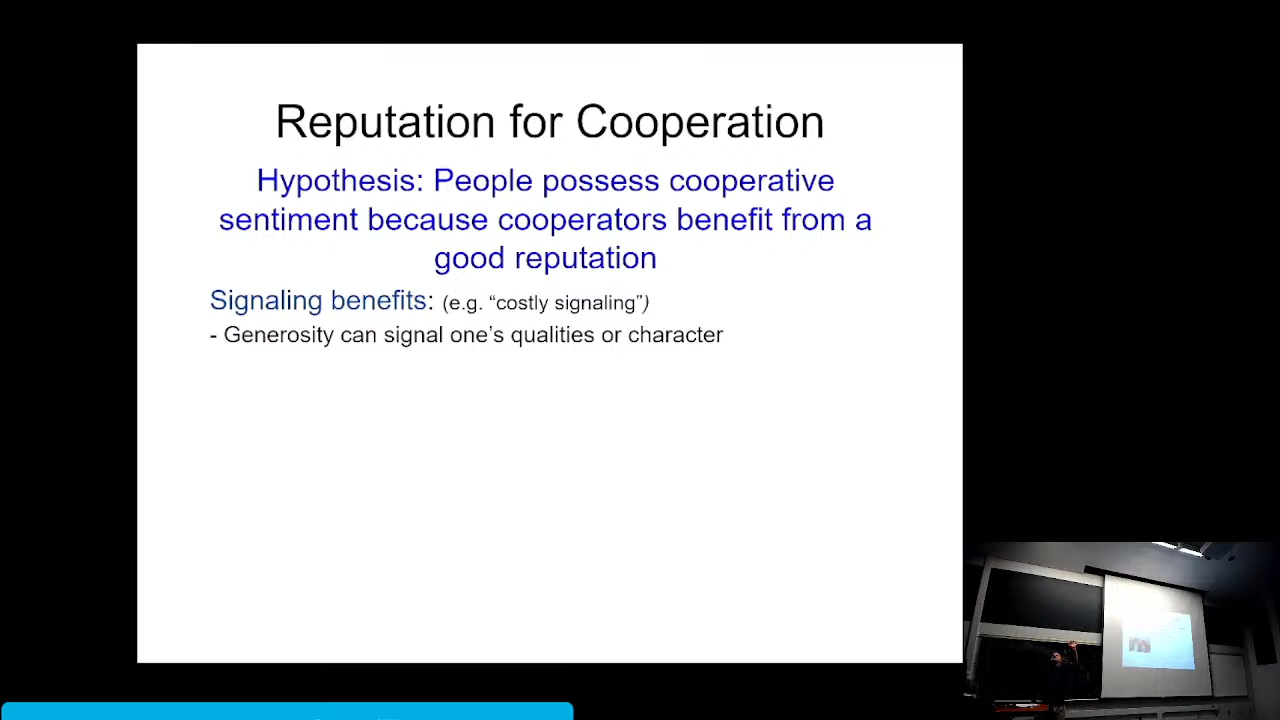 Reputation for Cooperation
Hypothesis: People possess cooperative
sentiment because cooperators benefit from a
good reputation
Signaling benefits: (e.g. “costly signaling”)
- Generosity can signal one’s qualities or character